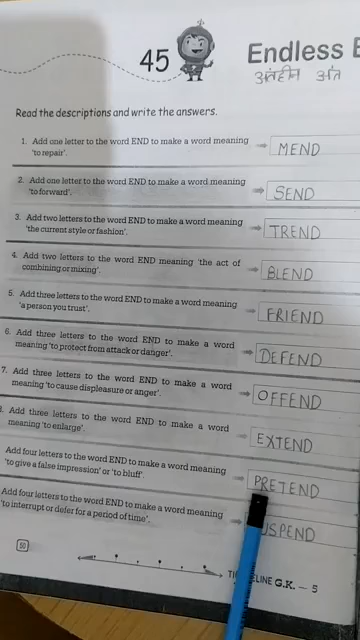 45
Endless E
अंतहीन अंत
Read the descriptions and write the answers.
1. Add one letter to the word END to make a word meaning
'to repair'.
MEND
2. Add one letter to the word END to make a word meaning
'to forward'.
SEND
3. Add two letters to the word END to make a word meaning
'the current style or fashion'.
TREND
4. Add two letters to the word END meaning 'the act of
combining or mixing'.
BLEND
5. Add three letters to the word END to make a word meaning
'a person you trust'.
FRIEND
6. Add three letters to the word END to make a word
meaning 'to protect from attack or danger'.
DEFEND
7. Add three letters to the word END to make a word
meaning 'to cause displeasure or anger'.
OFFEND
Add three letters to the word END to make a word
meaning 'to enlarge'.
EXTEND
Add four letters to the word END to make a word meaning
'to give a false impression' or 'to bluff'.
PRETEND
Add four letters to the word END to make a word meaning
'to interrupt or defer for a period of time'.
USPEND
50
G.K. — 5